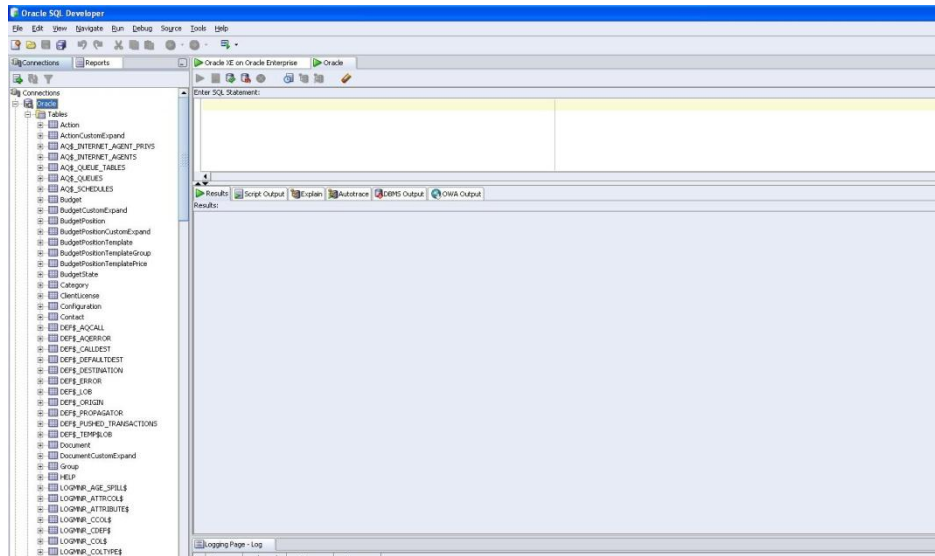 Oracle SQL Developer
File Edit View Navigate Run Debug Source Tools Help
Connections Reports
Oracle XE on Oracle Enterprise Oracle
Enter SQL Statement:
Connections
Oracle
Tables
Action
ActionCustomExpand
AQ$_INTERNET_AGENT_PRIVS
AQ$_INTERNET_AGENTS
AQ$_QUEUE_TABLES
AQ$_QUEUES
AQ$_SCHEDULES
Budget
BudgetCustomExpand
BudgetPosition
BudgetPositionCustomExpand
BudgetPositionTemplate
BudgetPositionTemplateGroup
BudgetPositionTemplatePrice
BudgetState
Category
ClientLicense
Configuration
Contact
DEF$_AQCALL
DEF$_AQERROR
DEF$_CALLDEST
DEF$_DEFAULTDEST
DEF$_DESTINATION
DEF$_ERROR
DEF$_LOB
DEF$_ORIGIN
DEF$_PROPAGATOR
DEF$_PUSHED_TRANSACTIONS
DEF$_TEMP$LOB
Document
DocumentCustomExpand
Group
HELP
LOGMNR_AGE_SPILL$
LOGMNR_ATTRCOL$
LOGMNR_ATTRIBUTE$
LOGMNR_CCOL$
LOGMNR_CDEF$
LOGMNR_COL$
LOGMNR_COLTYPE$
Results Script Output Explain Autotrace DBMS Output OWA Output
Results:
Logging Page - Log